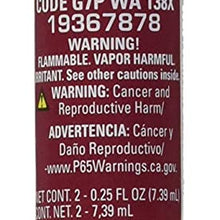 CODE G7P WA 138X
19367878
WARNING!
FLAMMABLE. VAPOR HARMFUL.
IRRITANT. See other cautions inside.
WARNING: Cancer and
Reproductive Harm/
ADVERTENCIA: Cáncer y
Daño Reproductivo/
-www.P65Warnings.ca.gov.
NET CONT. 2 - 0.25 FL OZ (7.39 mL)
CONT. NET. 2 - 7,39 mL